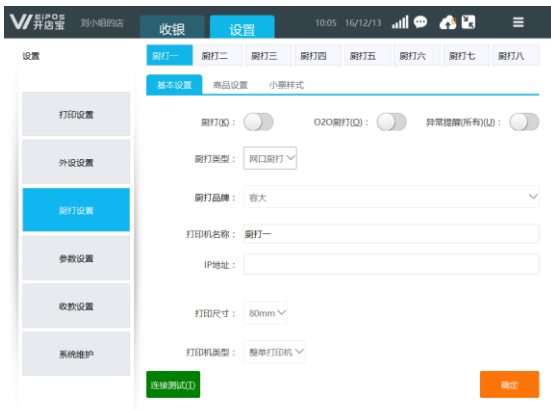 EIPOS
开店宝 刘小姐的店 收银 设置 10:05 16/12/13
设置 厨打一 厨打二 厨打三 厨打四 厨打五 厨打六 厨打七 厨打八
基本设置 商品设置 小票样式
打印设置
外设设置
厨打设置
参数设置
收款设置
系统维护
厨打(K)： O2O厨打(O)： 异常提醒(所有)(U)：
厨打类型： 网口厨打
厨打品牌： 容大
打印机名称： 厨打一
IP地址：
打印尺寸： 80mm
打印机类型： 整单打印机
连接测试(T) 确定